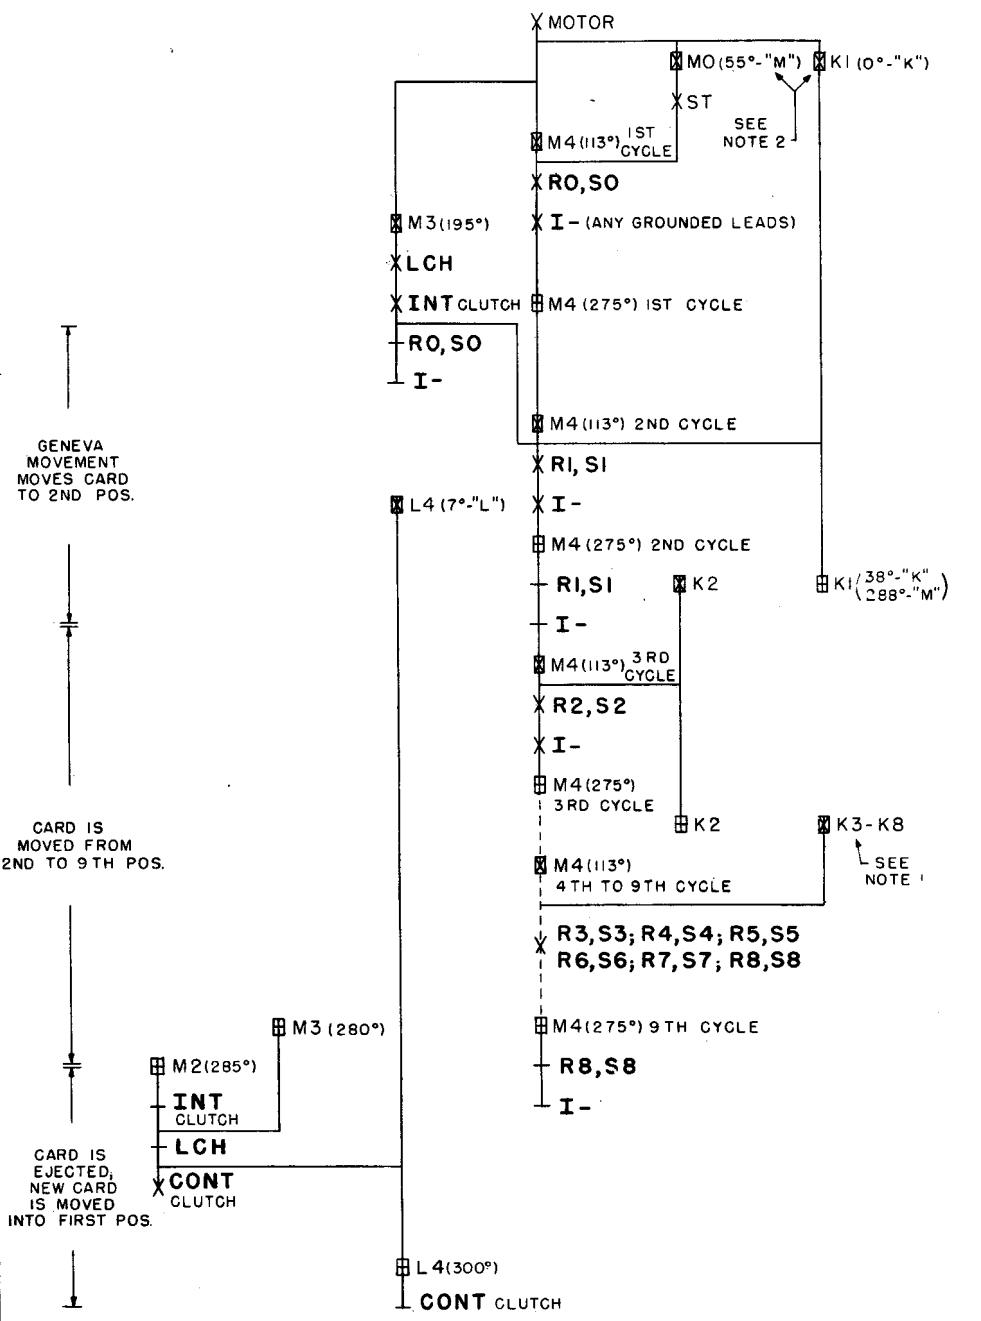 MOTOR
MO (55°-"M")
K1 (0°-"K")
ST
SEE
NOTE 2
M4 (113°) 1ST
CYCLE
RO, SO
M3 (195°)
I- (ANY GROUNDED LEADS)
LCH
INT CLUTCH
M4 (275°) 1ST CYCLE
RO, SO
I-
M4 (113°) 2ND CYCLE
GENEVA
MOVEMENT
MOVES CARD
TO 2ND POS.
R1, S1
L4 (7°-"L")
I-
M4 (275°) 2ND CYCLE
R1, S1
K2
K1 (38°-"K"
288°-"M")
I-
M4 (113°) 3RD
CYCLE
R2, S2
I-
M4 (275°)
3RD CYCLE
K2
K3-K8
CARD IS
MOVED FROM
2ND TO 9TH POS.
M4 (113°)
4TH TO 9TH CYCLE
SEE
NOTE 1
R3, S3; R4, S4; R5, S5
R6, S6; R7, S7; R8, S8
M3 (280°)
M4 (275°) 9TH CYCLE
M2 (285°)
R8, S8
INT
CLUTCH
I-
LCH
CARD IS
EJECTED;
NEW CARD
IS MOVED
INTO FIRST POS.
CONT
CLUTCH
L4 (300°)
CONT CLUTCH